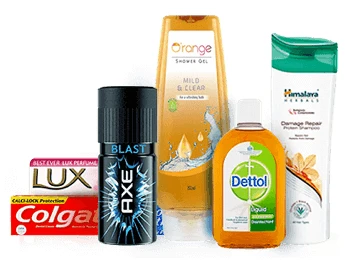 BEST EVER LUX PERFUME
LUX
CALCI-LOCK Protection
Colgat
BLAST
AXE
Orange
SHOWER GEL
MILD
& CLEAR
Dettol
Liquid
Himalaya
HERBALS
Damage Repair
Protein Shampoo